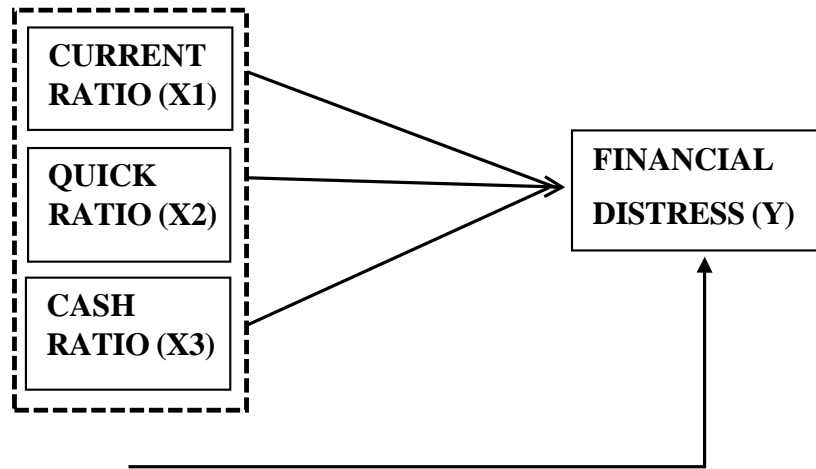 CURRENT
RATIO (X1)
QUICK
RATIO (X2)
CASH
RATIO (X3)
FINANCIAL
DISTRESS (Y)